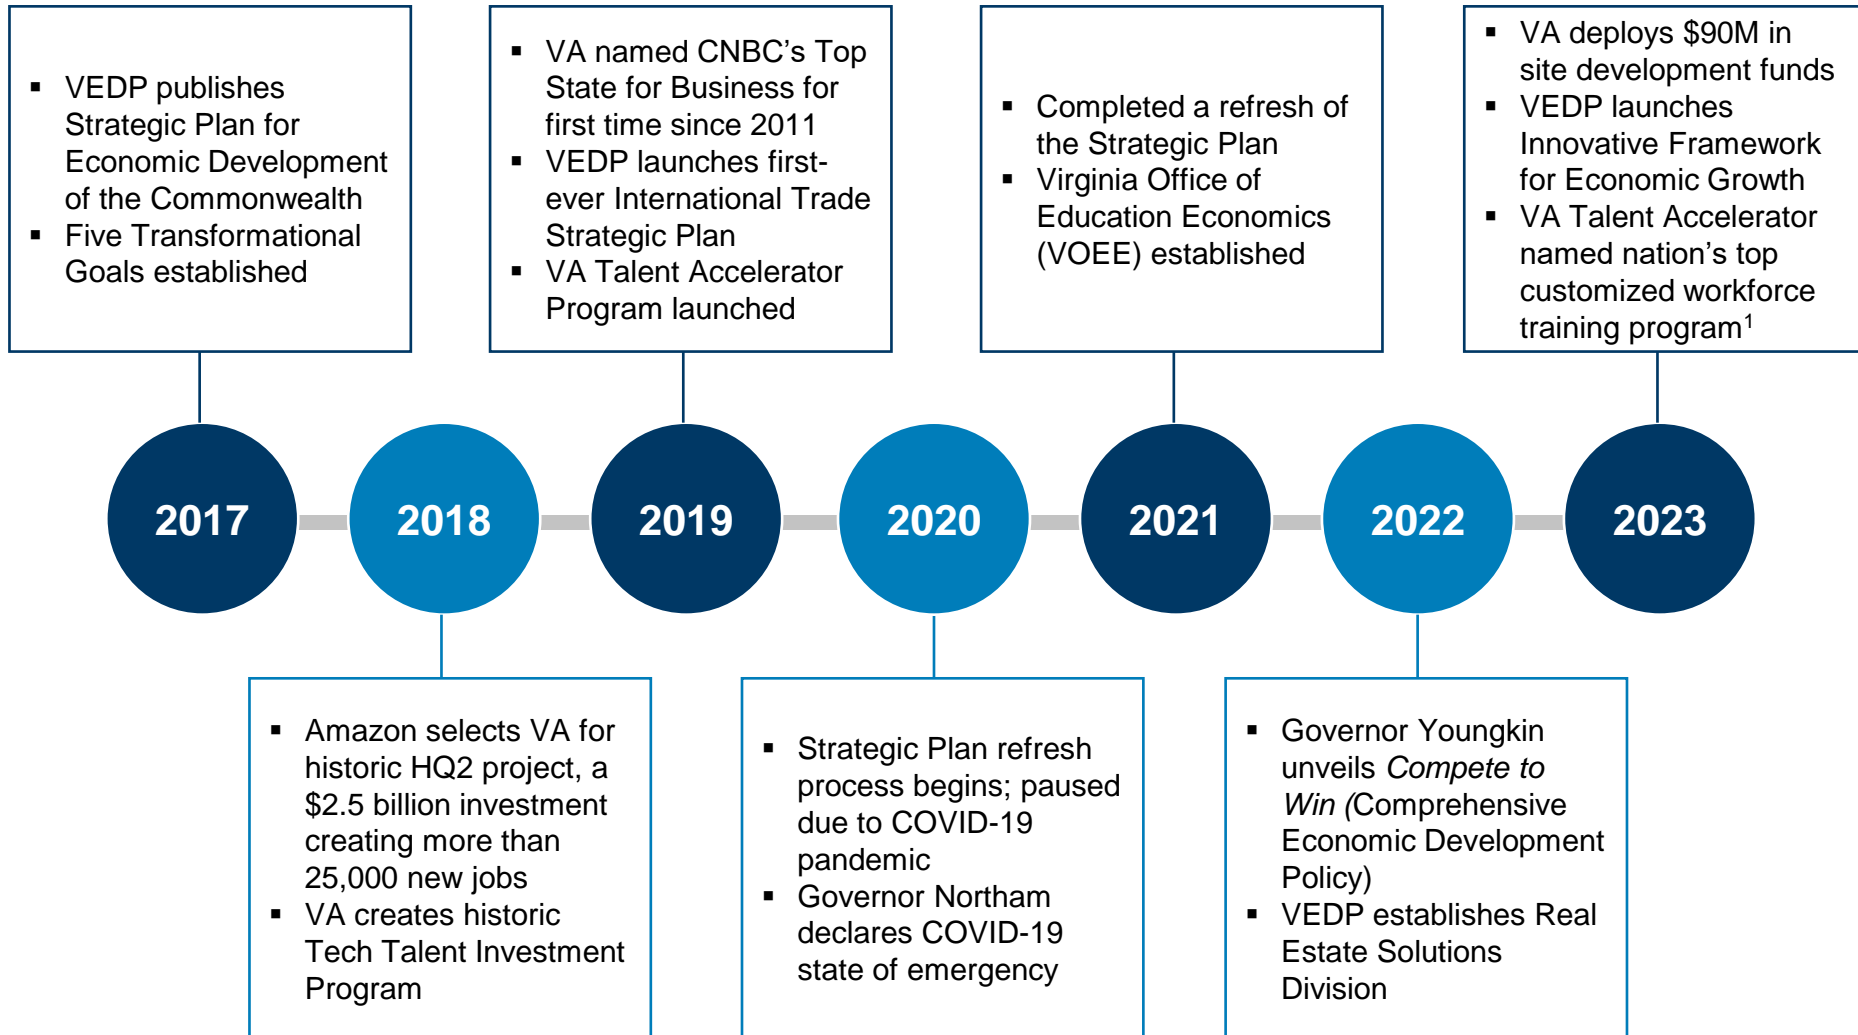 ▪ VEDP publishes
Strategic Plan for
Economic Development
of the Commonwealth
▪ Five Transformational
Goals established
▪ VA named CNBC’s Top
State for Business for
first time since 2011
▪ VEDP launches first-
ever International Trade
Strategic Plan
▪ VA Talent Accelerator
Program launched
▪ Completed a refresh of
the Strategic Plan
▪ Virginia Office of
Education Economics
(VOEE) established
▪ VA deploys $90M in
site development funds
▪ VEDP launches
Innovative Framework
for Economic Growth
▪ VA Talent Accelerator
named nation’s top
customized workforce
training program¹
2017
2018
2019
2020
2021
2022
2023
▪ Amazon selects VA for
historic HQ2 project, a
$2.5 billion investment
creating more than
25,000 new jobs
▪ VA creates historic
Tech Talent Investment
Program
▪ Strategic Plan refresh
process begins; paused
due to COVID-19
pandemic
▪ Governor Northam
declares COVID-19
state of emergency
▪ Governor Youngkin
unveils Compete to
Win (Comprehensive
Economic Development
Policy)
▪ VEDP establishes Real
Estate Solutions
Division